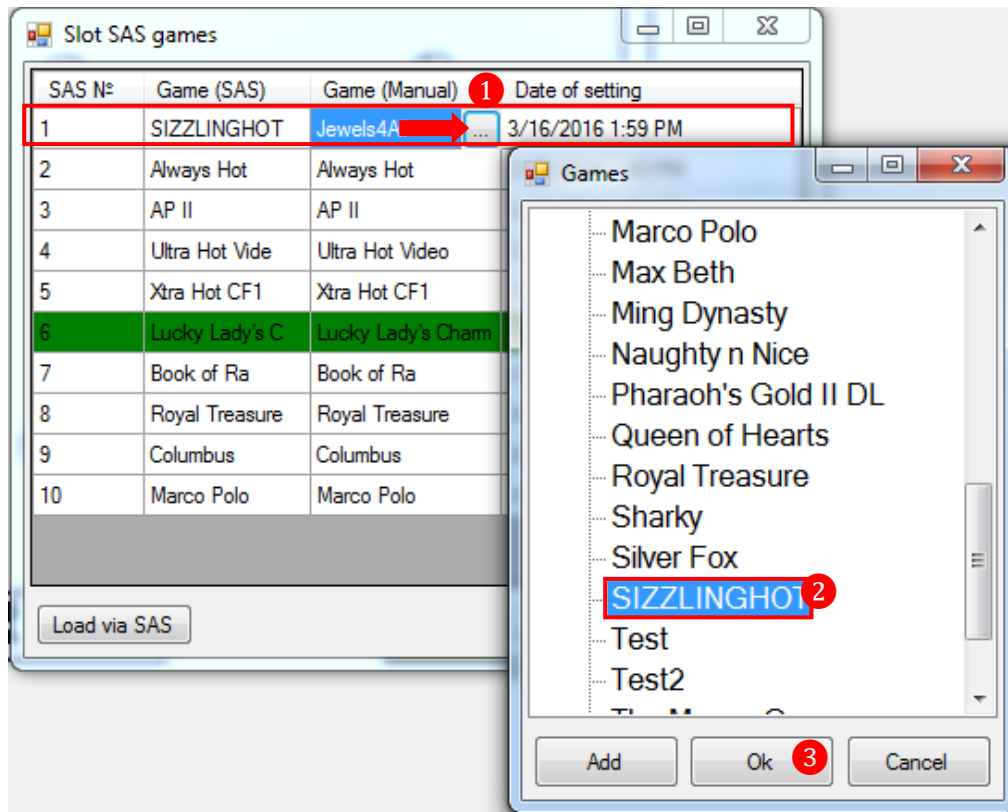 Slot SAS games
SAS № Game (SAS) Game (Manual) 1 Date of setting
1 SIZZLINGHOT Jewels4A ... 3/16/2016 1:59 PM
2 Always Hot Always Hot
3 AP II AP II
4 Ultra Hot Vide Ultra Hot Video
5 Xtra Hot CF1 Xtra Hot CF1
6 Lucky Lady's C Lucky Lady's Charm
7 Book of Ra Book of Ra
8 Royal Treasure Royal Treasure
9 Columbus Columbus
10 Marco Polo Marco Polo
Load via SAS
Games
Marco Polo
Max Beth
Ming Dynasty
Naughty n Nice
Pharaoh's Gold II DL
Queen of Hearts
Royal Treasure
Sharky
Silver Fox
SIZZLINGHOT 2
Test
Test2
Add Ok 3 Cancel